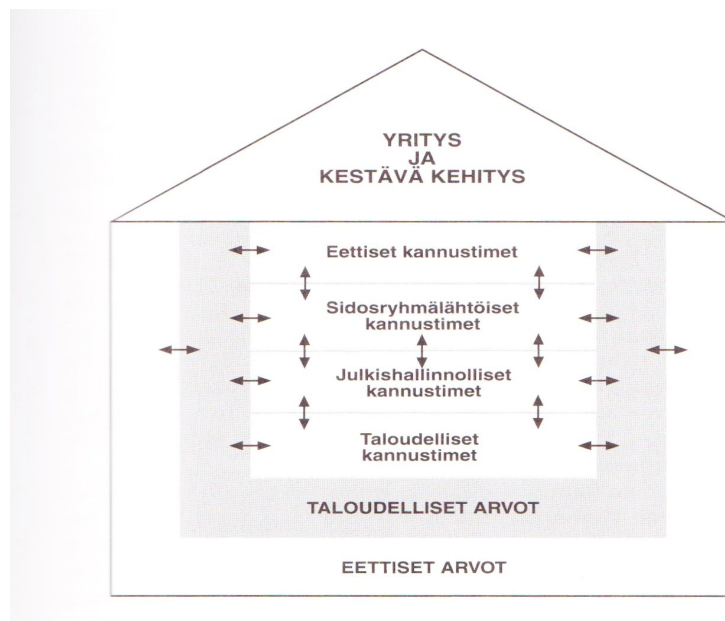 YRITYS
JA
KESTÄVÄ KEHITYS
Eettiset kannustimet
Sidosryhmälähtöiset
kannustimet
Julkishallinnolliset
kannustimet
Taloudelliset
kannustimet
TALOUDELLISET ARVOT
EETTISET ARVOT